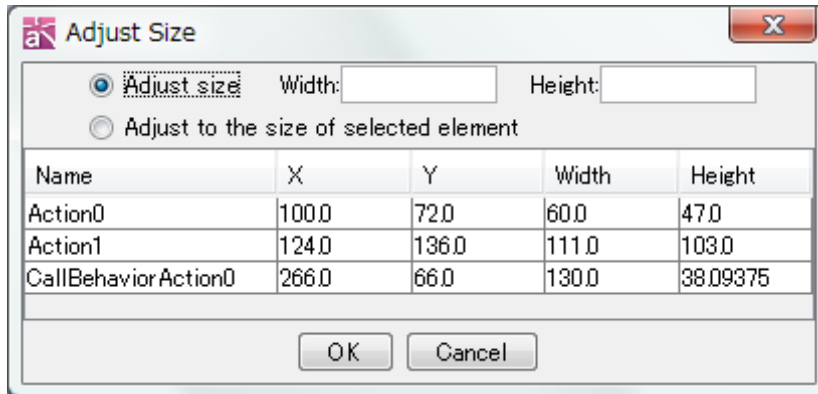 Adjust Size
Adjust size Width: Height:
Adjust to the size of selected element
Name X Y Width Height
Action0 100.0 72.0 60.0 47.0
Action1 124.0 136.0 111.0 103.0
CallBehaviorAction0 266.0 66.0 130.0 38.09375
OK Cancel